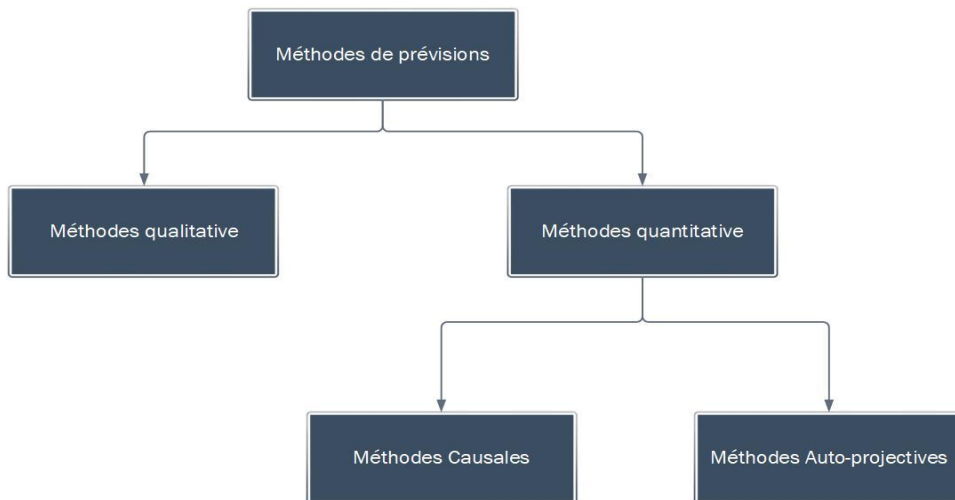 Méthodes de prévisions
Méthodes qualitative
Méthodes quantitative
Méthodes Causales
Méthodes Auto-projectives